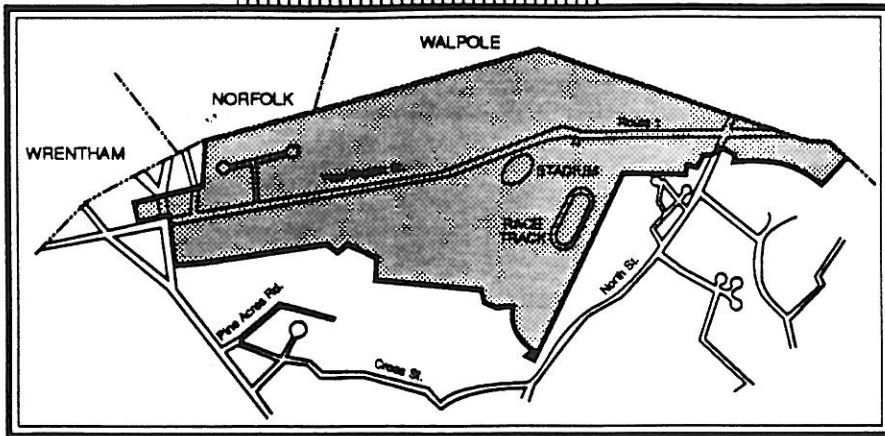 WALPOLE
NORFOLK
WRENTHAM
Route 1
STADIUM
RACE
TRACK
North St.
Pine Acres Rd.
Cross St.